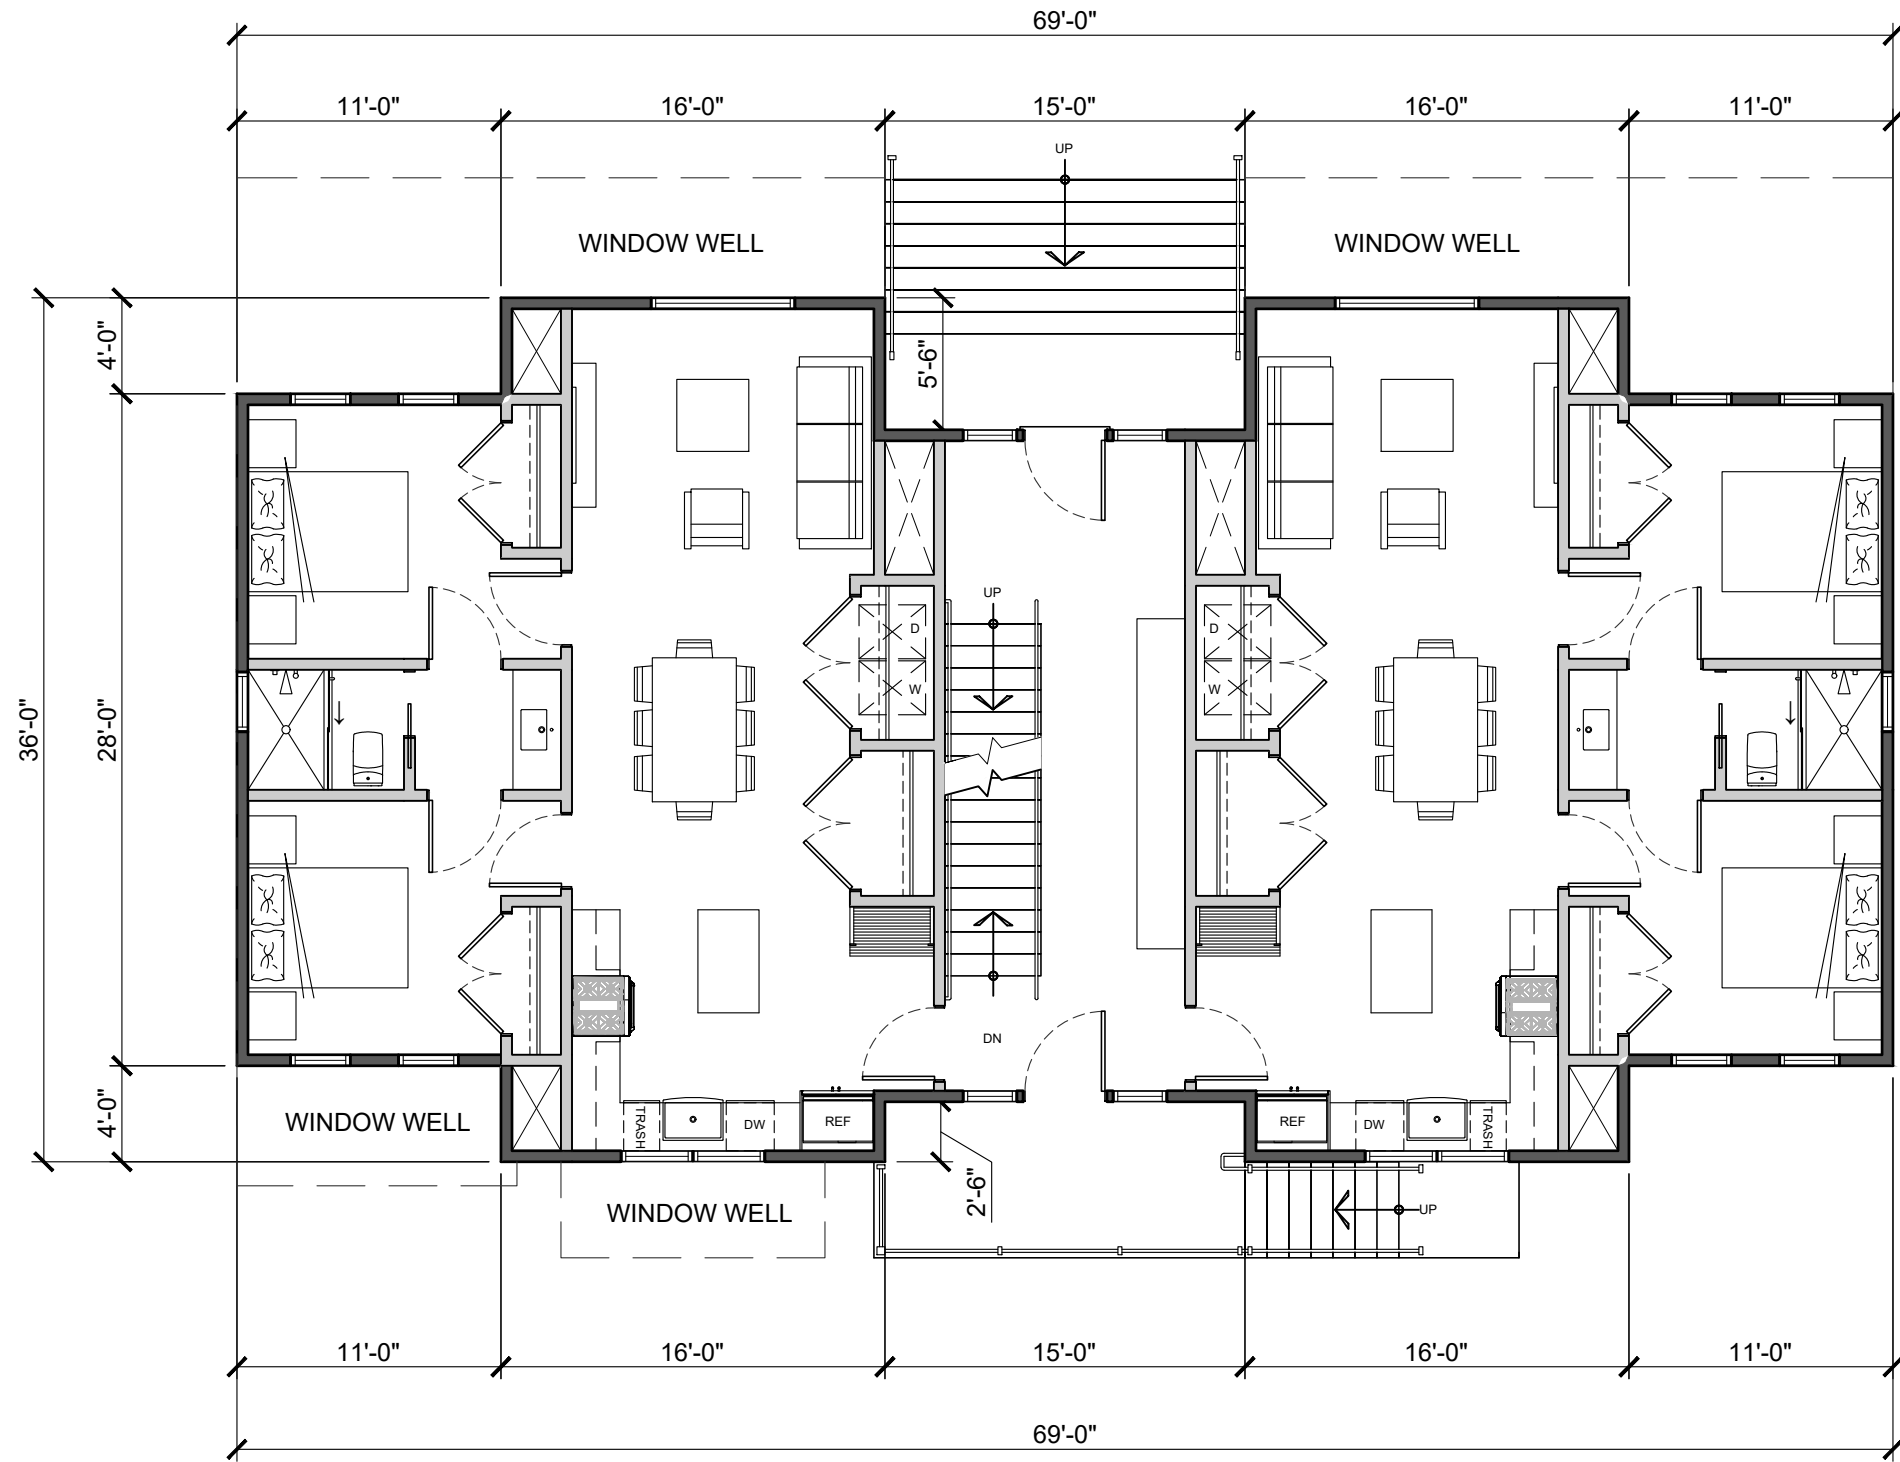 69'-0"
11'-0"
16'-0"
15'-0"
16'-0"
11'-0"
UP
WINDOW WELL
WINDOW WELL
4'-0"
5'-6"
36'-0"
28'-0"
UP
D
D
W
W
DN
4'-0"
WINDOW WELL
TRASH
DW
REF
REF
DW
TRASH
2'-6"
WINDOW WELL
UP
11'-0"
16'-0"
15'-0"
16'-0"
11'-0"
69'-0"